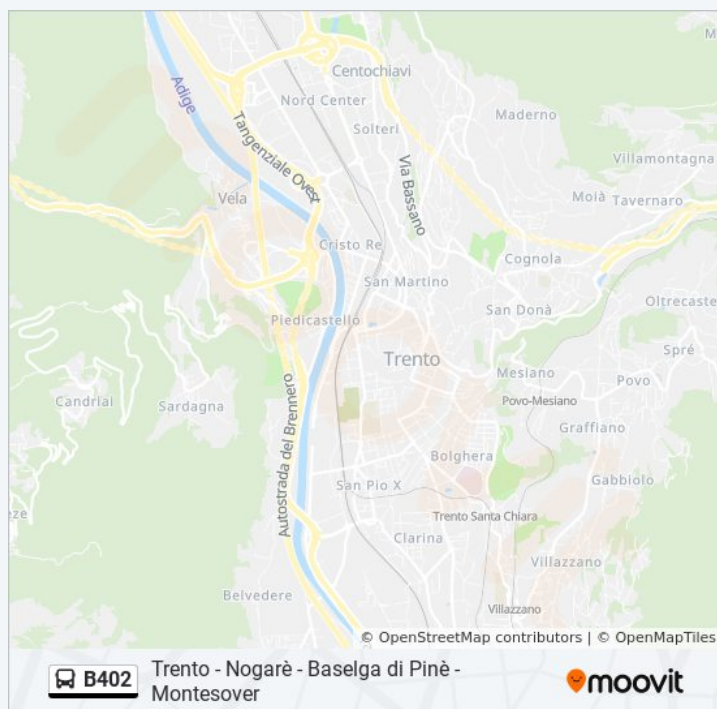 Adige
Centochiavi
Nord Center
Solteri
Maderno
Tangenziale Ovest
Via Bassano
Villamontagna
Moià
Tavernaro
Vela
Cristo Re
Cognola
San Martino
Oltrecaste
San Donà
Piedicastello
Trento
Spré
Mesiano
Povo
Candrial
Sardagna
Povo-Mesiano
Autostrada del Brennero
Graffiano
Bolghera
Gabbiolo
San Pio X
eze
Trento Santa Chiara
Clarina
Villazzano
Belvedere
Villazzano
© OpenStreetMap contributors | © OpenMapTiles
B402
Trento - Nogarè - Baselga di Pinè -
Montesover
moovit